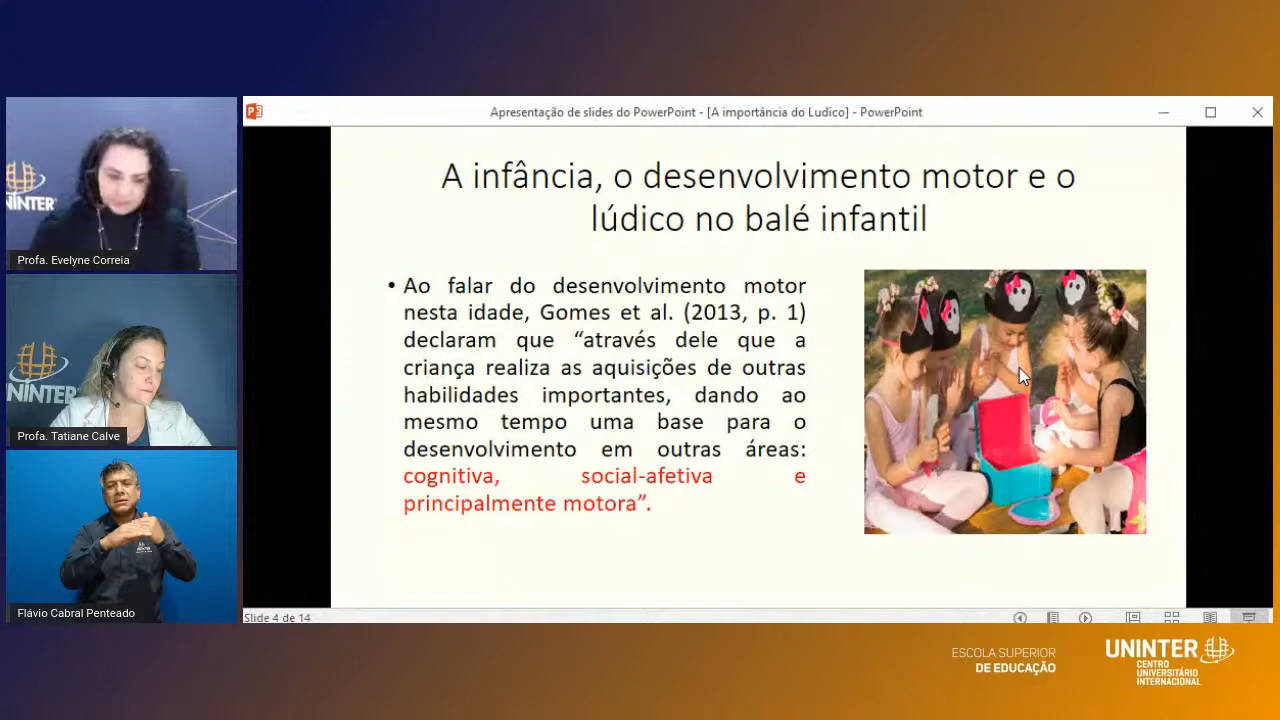 Apresentação de slides do PowerPoint - [A importância do Ludico] - PowerPoint
UNINTER
Profa. Evelyne Correia
UNINTER
Profa. Tatiane Calve
Flávio Cabral Penteado
A infância, o desenvolvimento motor e o
lúdico no balé infantil
• Ao falar do desenvolvimento motor
nesta idade, Gomes et al. (2013, p. 1)
declaram que “através dele que a
criança realiza as aquisições de outras
habilidades importantes, dando ao
mesmo tempo uma base para o
desenvolvimento em outras áreas:
cognitiva, social-afetiva e
principalmente motora”.
Slide 4 de 14
ESCOLA SUPERIOR
DE EDUCAÇÃO
UNINTER
CENTRO
UNIVERSITÁRIO
INTERNACIONAL